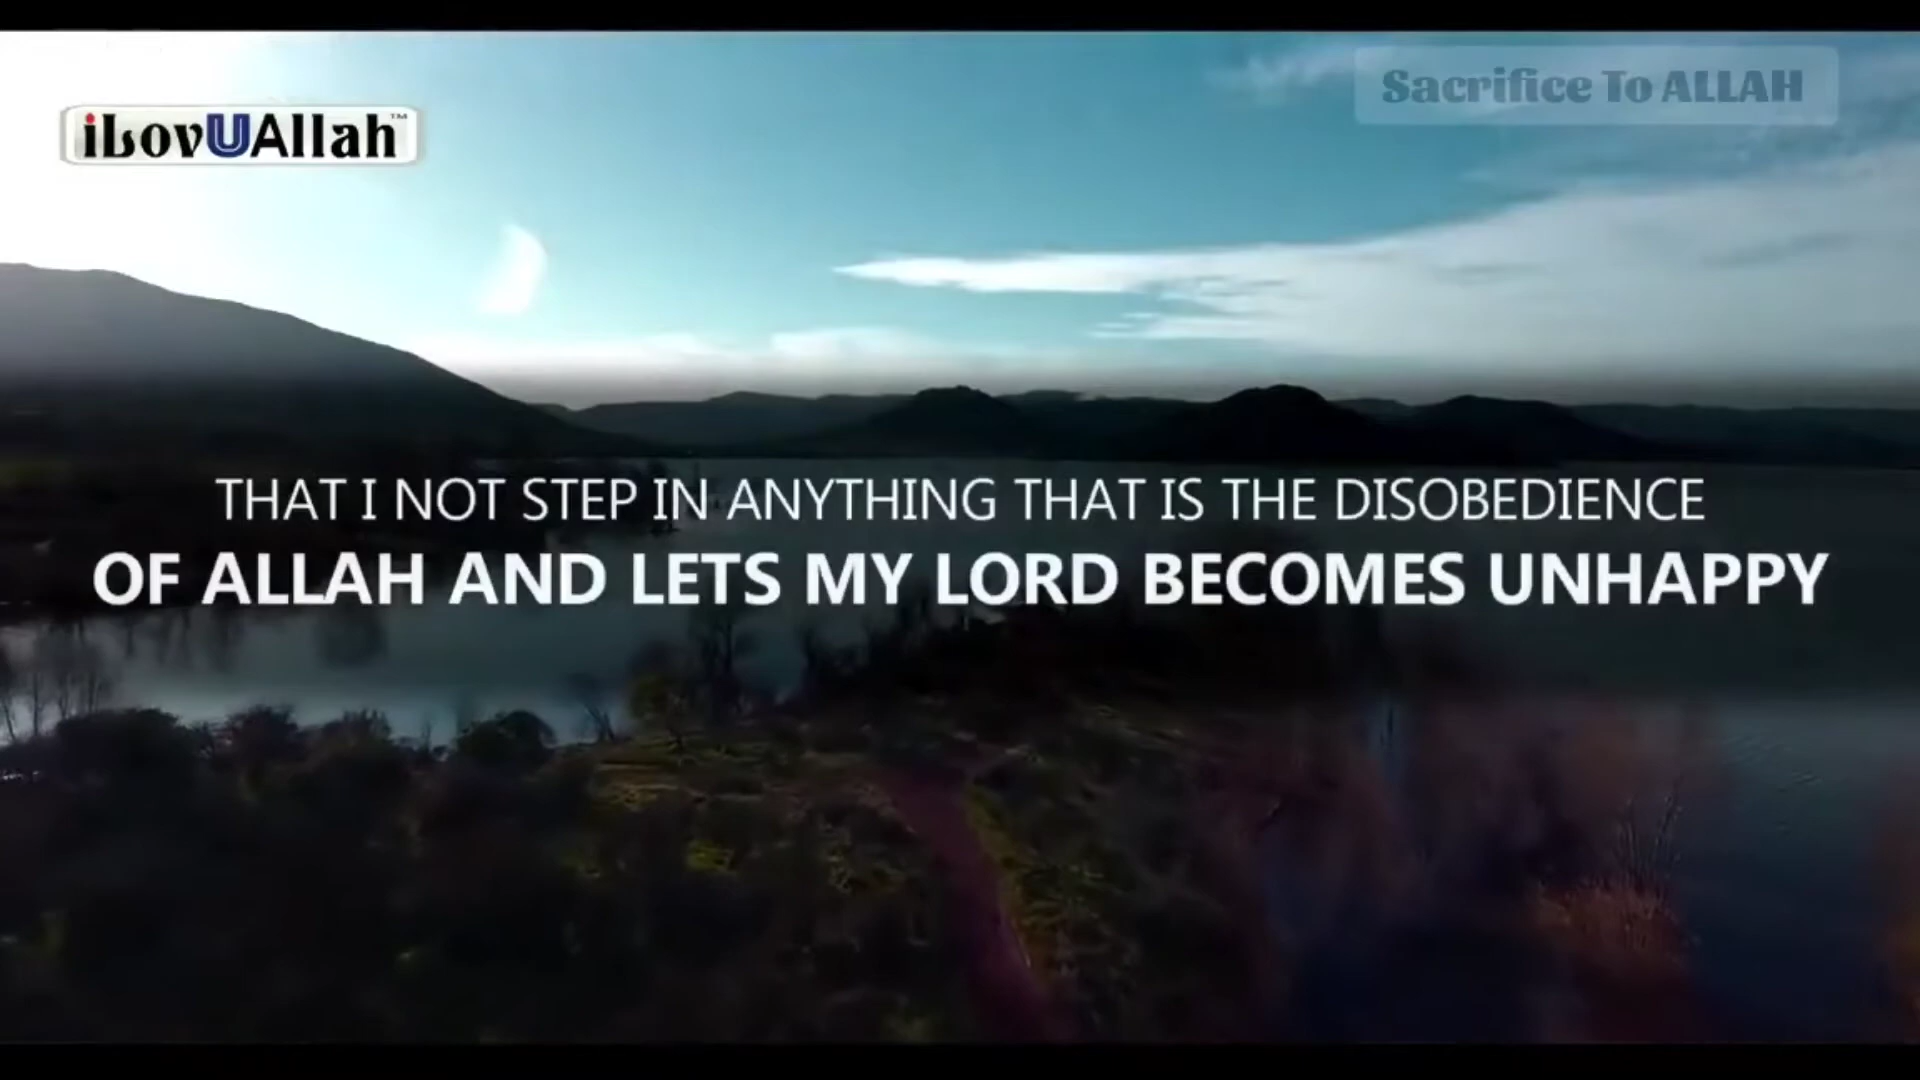 Sacrifice To ALLAH
iLovUAllah™
THAT I NOT STEP IN ANYTHING THAT IS THE DISOBEDIENCE
OF ALLAH AND LETS MY LORD BECOMES UNHAPPY